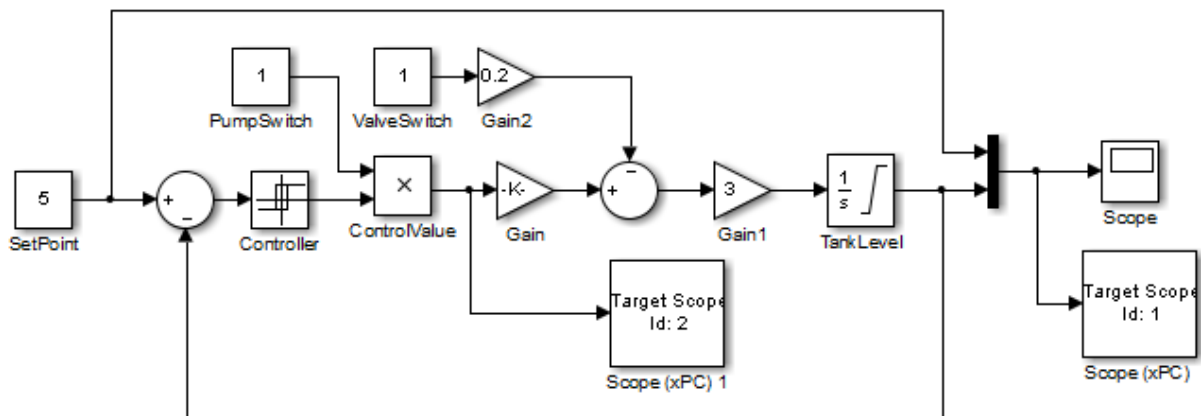 1
PumpSwitch
1
ValveSwitch
0.2
Gain2
5
SetPoint
+
−
Controller
×
ControlValue
-K-
Gain
−
+
3
Gain1
1
s
TankLevel
Scope
Target Scope
Id: 2
Scope (xPC) 1
Target Scope
Id: 1
Scope (xPC)